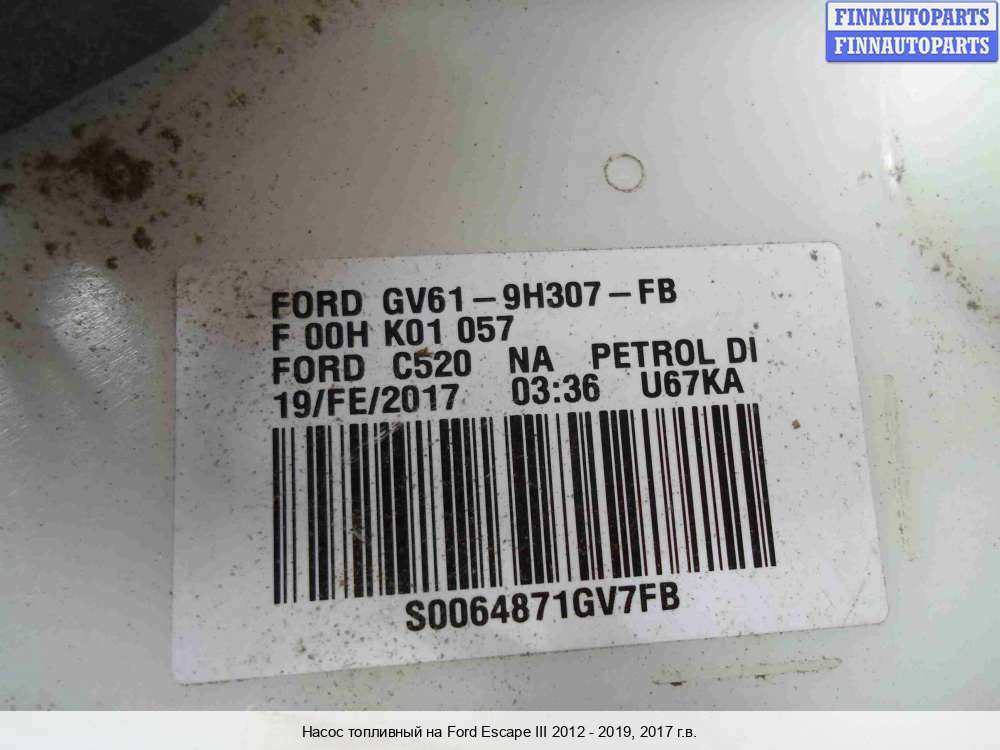 FINNAUTOPARTS
FINNAUTOPARTS
FORD GV61-9H307-FB
F 00H K01 057
FORD C520 NA PETROL DI
19/FE/2017 03:36 U67KA
S0064871GV7FB
Насос топливный на Ford Escape III 2012 - 2019, 2017 г.в.